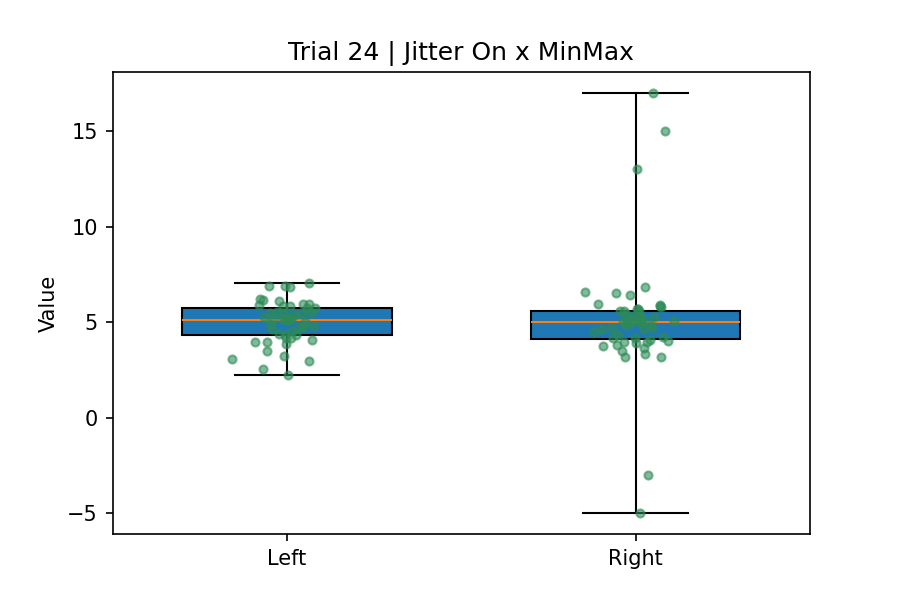 Trial 24 | Jitter On x MinMax
Value
15
10
5
0
−5
Left
Right